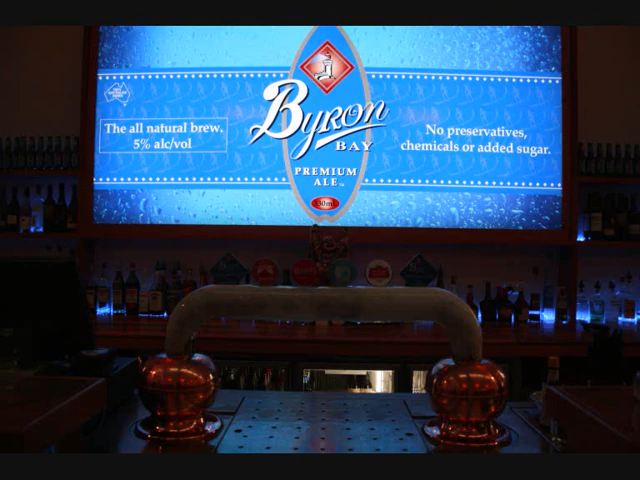 The all natural brew.
5% alc/vol
Byron
BAY
PREMIUM
ALE
No preservatives,
chemicals or added sugar.